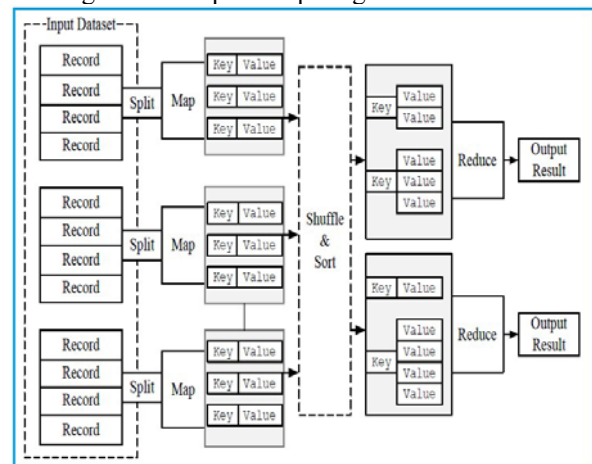 Input Dataset
Record
Record
Record
Record
Split
Map
Key Value
Key Value
Key Value
Record
Record
Record
Record
Split
Map
Key Value
Key Value
Key Value
Record
Record
Record
Record
Split
Map
Key Value
Key Value
Key Value
Shuffle
&
Sort
Key
Value
Value
Key
Value
Value
Value
Reduce
Output
Result
Key Value
Key
Value
Value
Value
Value
Reduce
Output
Result